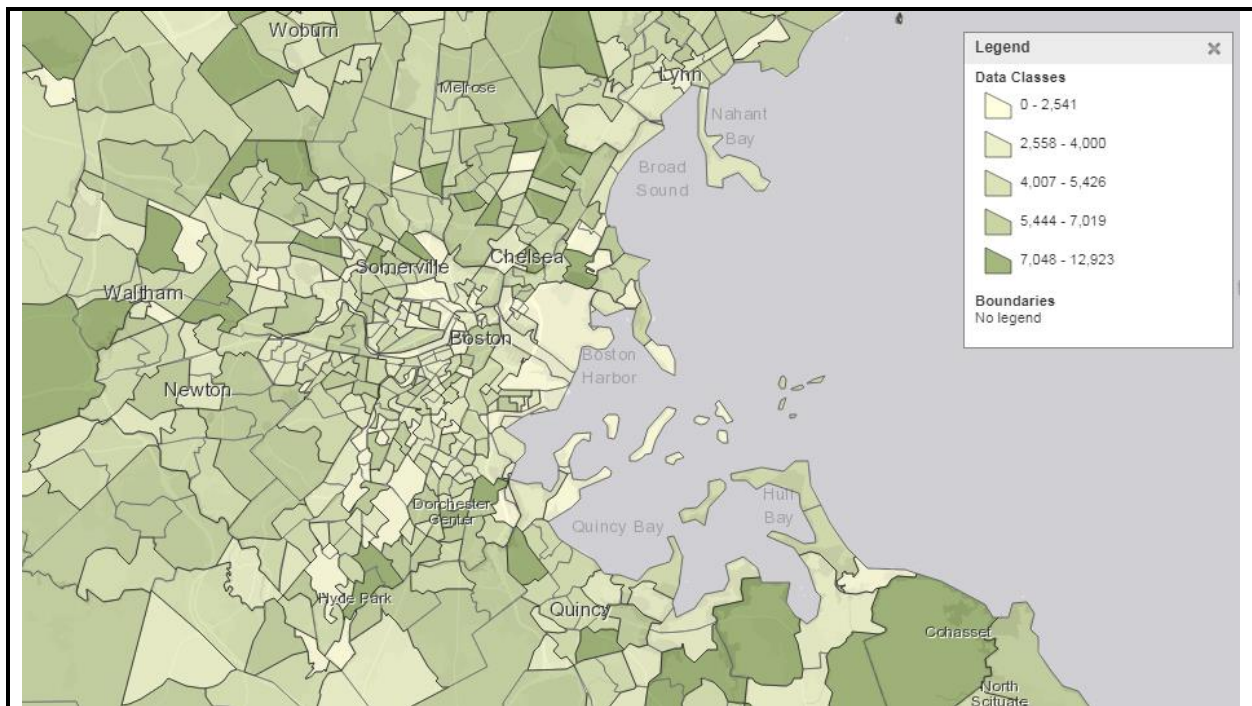 Woburn
Melrose
Lynn
Nahant
Bay
Broad
Sound
Chelsea
Somerville
Waltham
Boston
Boston
Harbor
Newton
Dorchester
Center
Quincy Bay
Hull
Bay
Hyde Park
Quincy
Cohasset
North
Scituate
Legend
Data Classes
0 - 2,541
2,558 - 4,000
4,007 - 5,426
5,444 - 7,019
7,048 - 12,923
Boundaries
No legend